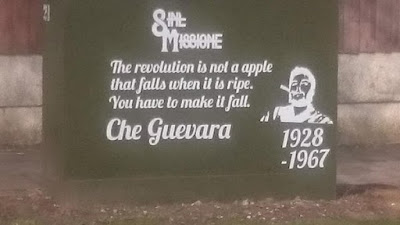 Sine
Missione
The revolution is not a apple
that falls when it is ripe.
You have to make it fall.
Che Guevara
1928
-1967